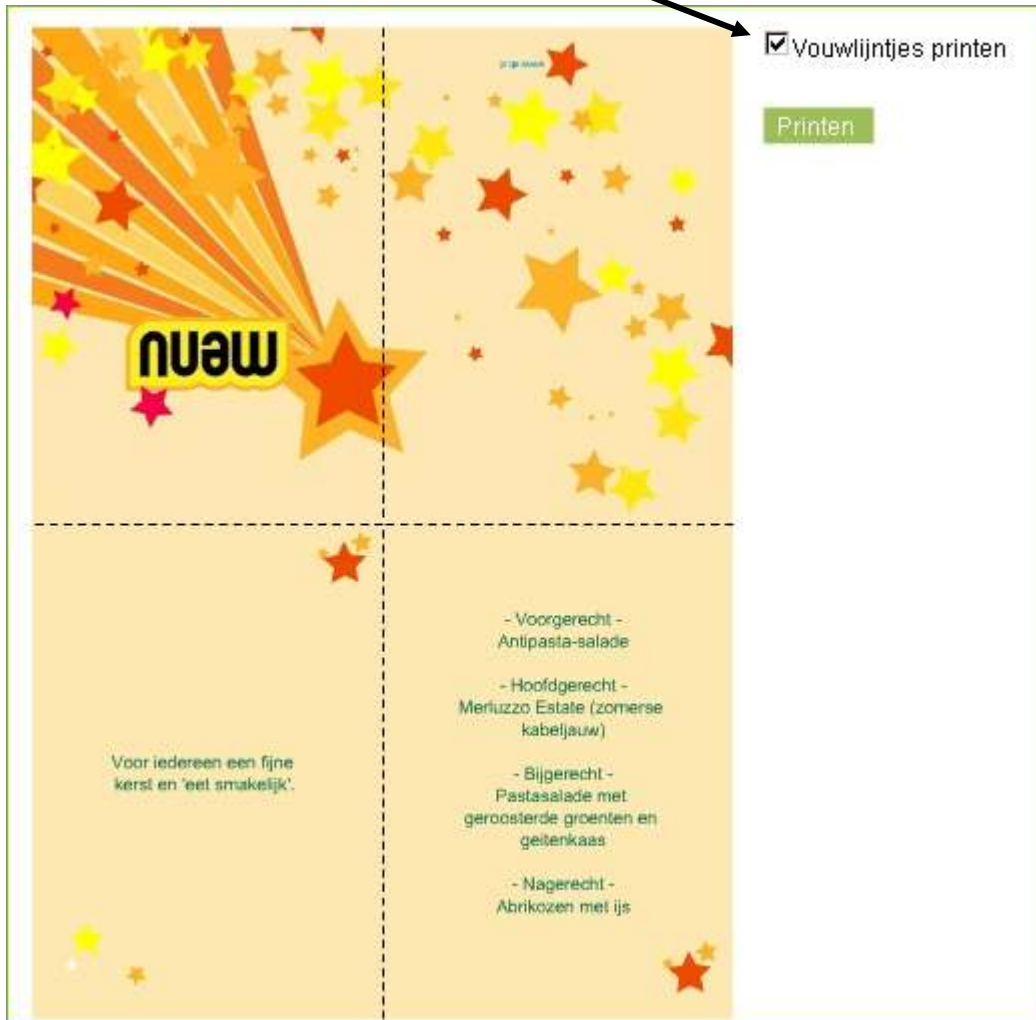 Vouwlijntjes printen
Printen
menu
Voor iedereen een fijne
kerst en 'eet smakelijk'.
- Voorgerecht -
Antipasta-salade
- Hoofdgerecht -
Merluzzo Estate (zomerse
kabeljauw)
- Bijgerecht -
Pastasalade met
geroosterde groenten en
geitenkaas
- Nagerecht -
Abrikozen met ijs